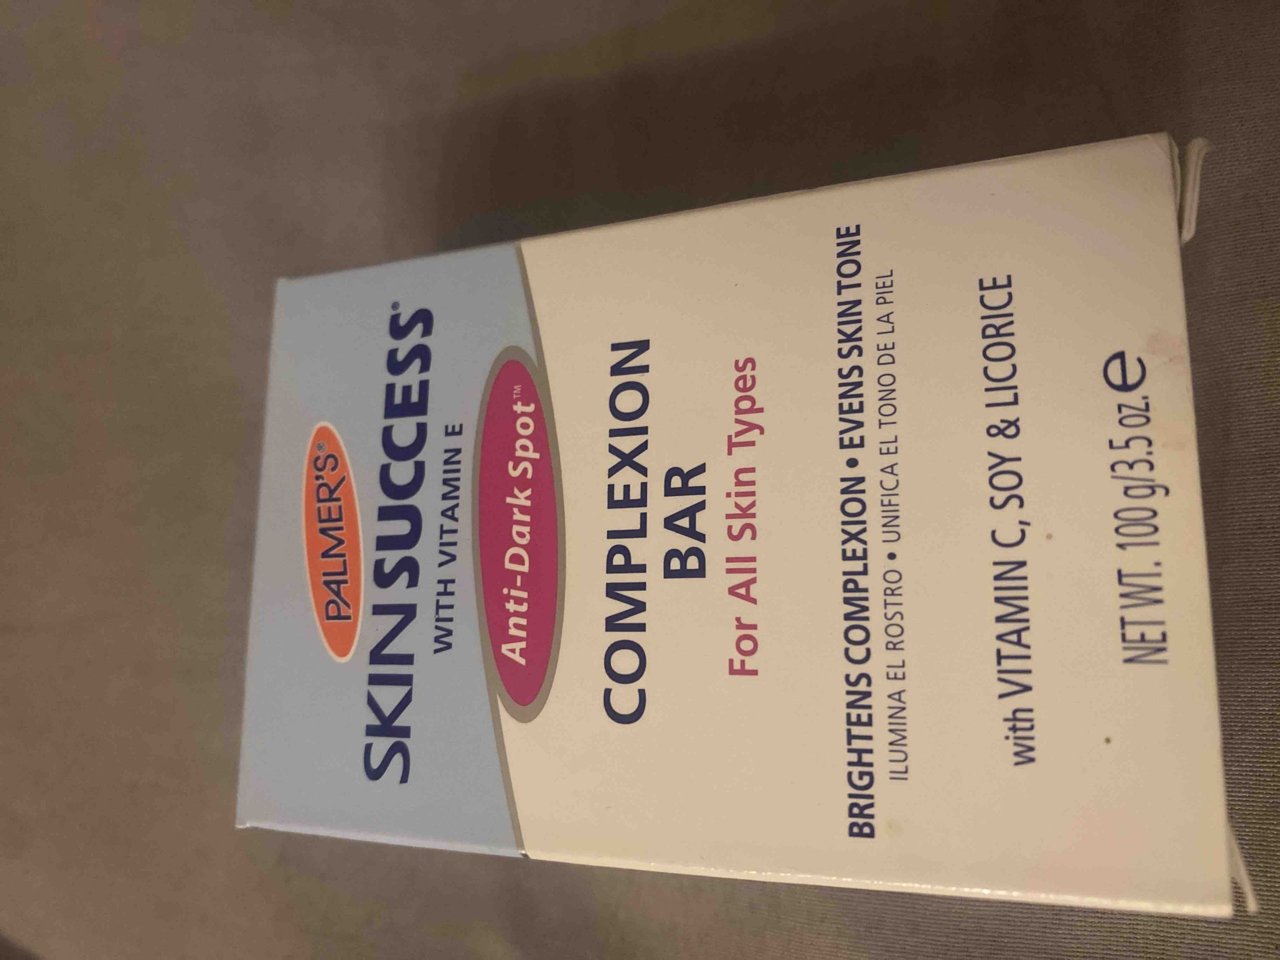 PALMER'S®
SKIN SUCCESS®
WITH VITAMIN E
Anti-Dark Spot™
COMPLEXION
BAR
For All Skin Types
BRIGHTENS COMPLEXION • EVENS SKIN TONE
ILUMINA EL ROSTRO • UNIFICA EL TONO DE LA PIEL
with VITAMIN C, SOY & LICORICE
NET WT. 100 g/3.5 oz. e